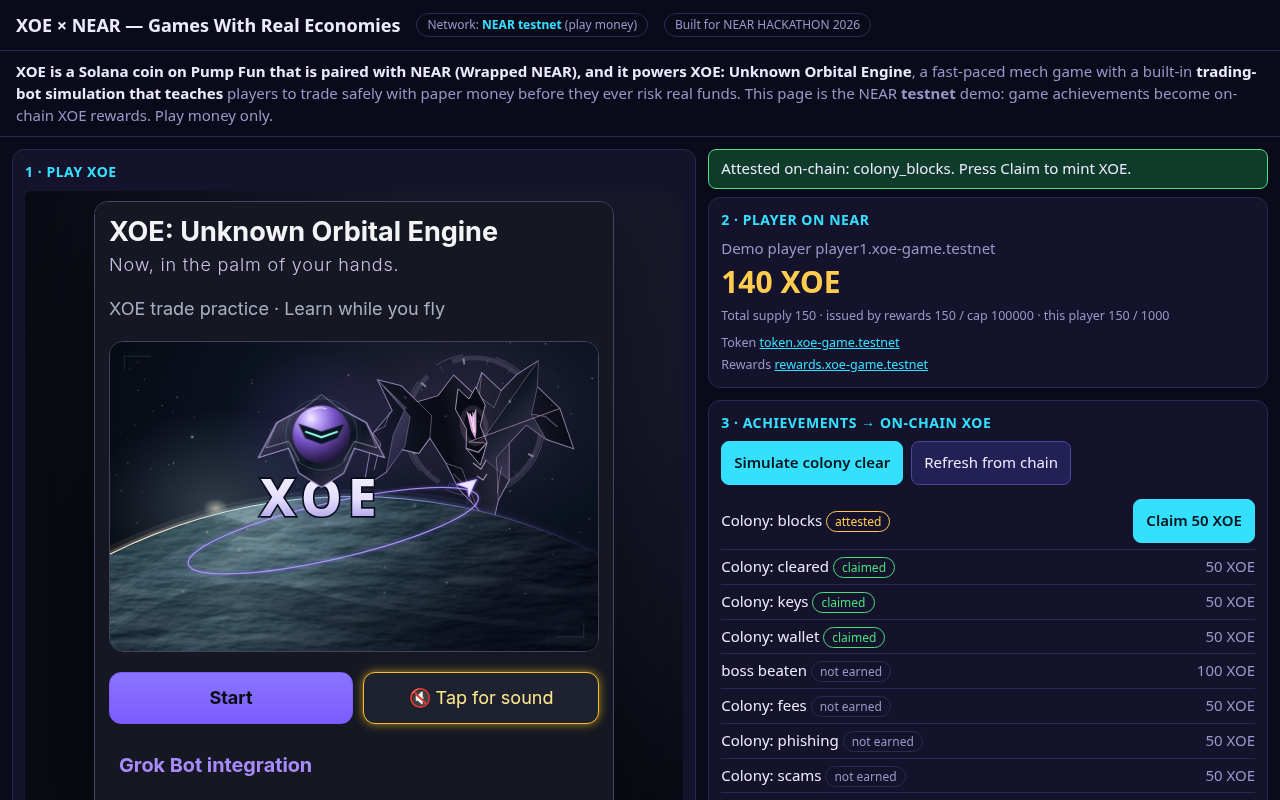 XOE × NEAR — Games With Real Economies
Network: NEAR testnet (play money)
Built for NEAR HACKATHON 2026
XOE is a Solana coin on Pump Fun that is paired with NEAR (Wrapped NEAR), and it powers XOE: Unknown Orbital Engine, a fast-paced mech game with a built-in trading-
bot simulation that teaches players to trade safely with paper money before they ever risk real funds. This page is the NEAR testnet demo: game achievements become on-
chain XOE rewards. Play money only.
1 · PLAY XOE
XOE: Unknown Orbital Engine
Now, in the palm of your hands.
XOE trade practice · Learn while you fly
XOE
Start
🔇 Tap for sound
Grok Bot integration
Attested on-chain: colony_blocks. Press Claim to mint XOE.
2 · PLAYER ON NEAR
Demo player player1.xoe-game.testnet
140 XOE
Total supply 150 · issued by rewards 150 / cap 100000 · this player 150 / 1000
Token token.xoe-game.testnet
Rewards rewards.xoe-game.testnet
3 · ACHIEVEMENTS → ON-CHAIN XOE
Simulate colony clear
Refresh from chain
Colony: blocks attested Claim 50 XOE
Colony: cleared claimed 50 XOE
Colony: keys claimed 50 XOE
Colony: wallet claimed 50 XOE
boss beaten not earned 100 XOE
Colony: fees not earned 50 XOE
Colony: phishing not earned 50 XOE
Colony: scams not earned 50 XOE